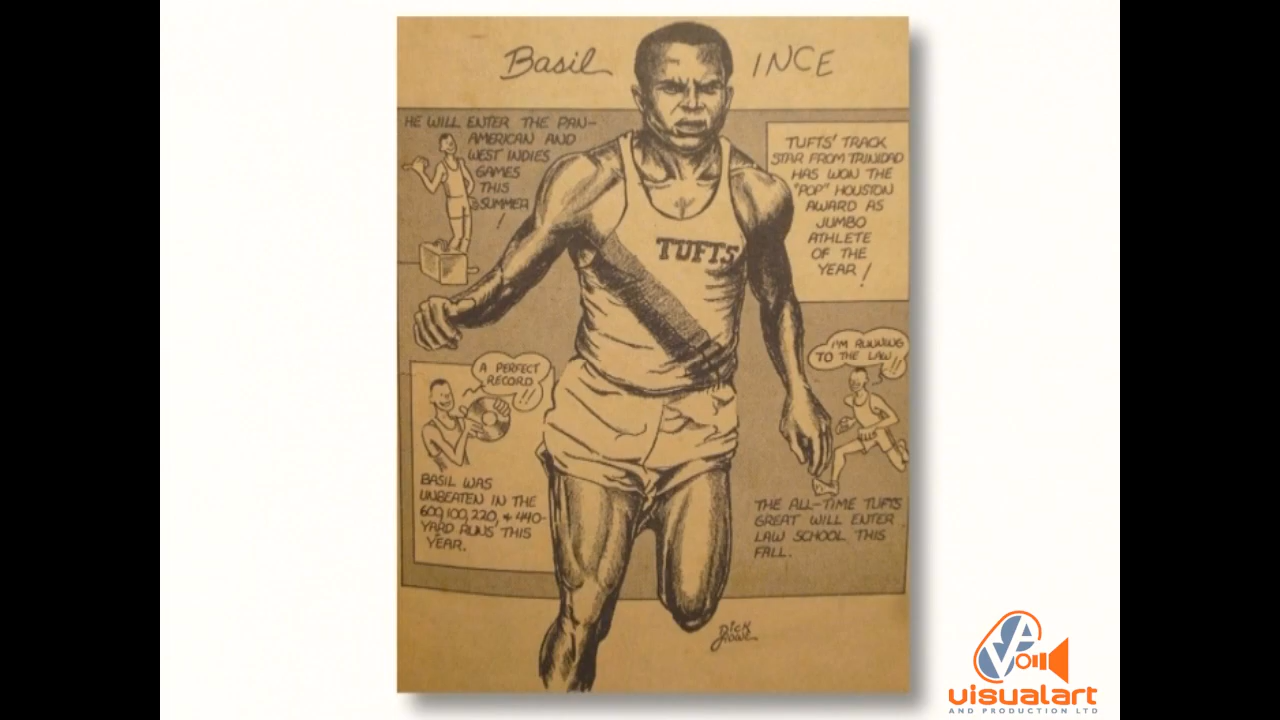 Basil INCE
HE WILL ENTER THE PAN-
AMERICAN AND
WEST INDIES
GAMES
THIS
SUMMER
!
TUFTS' TRACK
STAR FROM TRINIDAD
HAS WON THE
"POP" HOUSTON
AWARD AS
JUMBO
ATHLETE
OF THE
YEAR!
TUFTS
A PERFECT
RECORD
!!
BASIL WAS
UNBEATEN IN THE
600, 100, 220, & 440-
YARD RUNS THIS
YEAR.
I'M RUNNING
TO THE LAW
!!
THE ALL-TIME TUFTS
GREAT WILL ENTER
LAW SCHOOL THIS
FALL.
DICK
visualart
AND PRODUCTION LTD